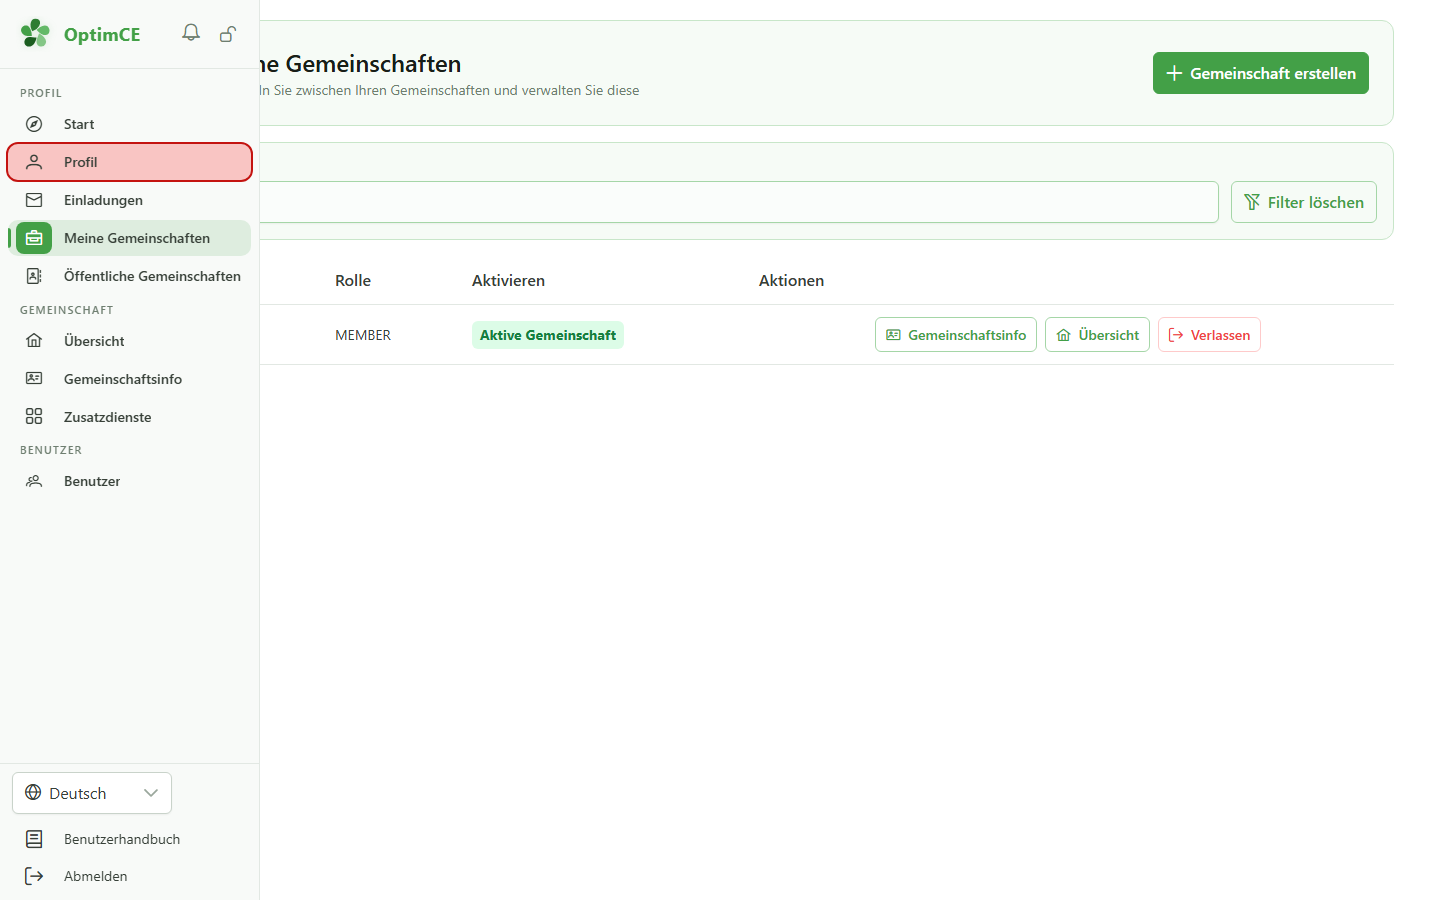 OptimCE
PROFIL
Start
Profil
Einladungen
Meine Gemeinschaften
Öffentliche Gemeinschaften
GEMEINSCHAFT
Übersicht
Gemeinschaftsinfo
Zusatzdienste
BENUTZER
Benutzer
Deutsch
Benutzerhandbuch
Abmelden
Gemeinschaften
Sie zwischen Ihren Gemeinschaften und verwalten Sie diese
Gemeinschaft erstellen
Filter löschen
Rolle Aktivieren Aktionen
MEMBER Aktive Gemeinschaft Gemeinschaftsinfo Übersicht Verlassen